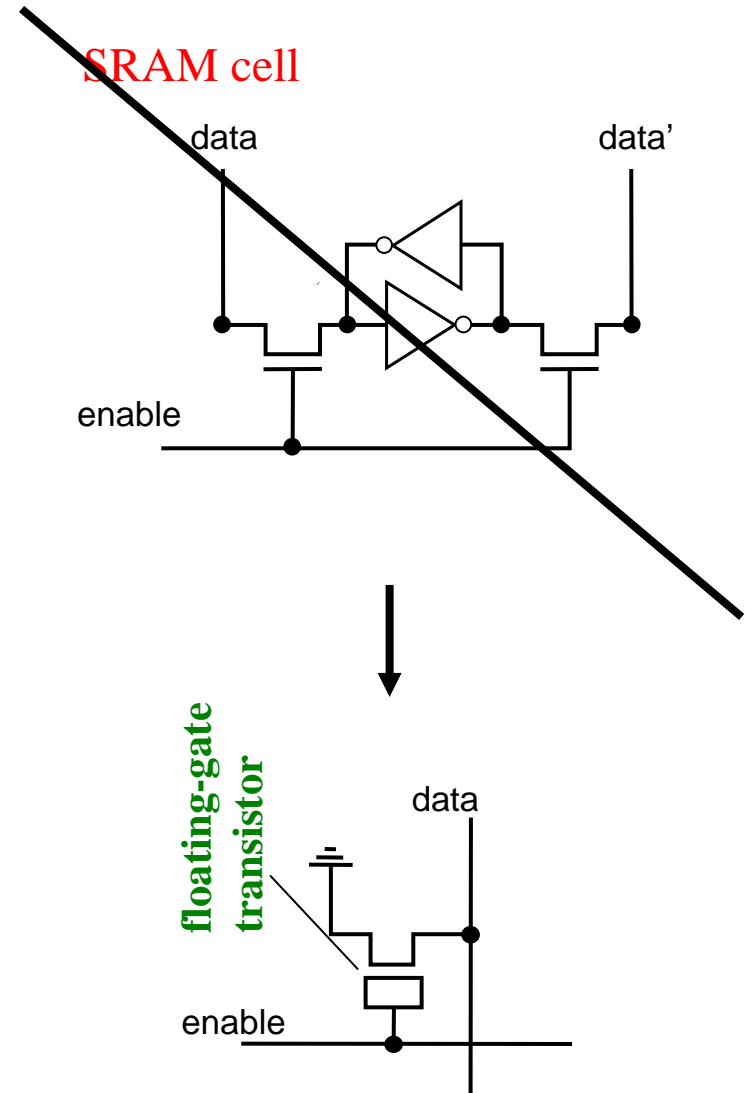 SRAM cell
data
data’
enable
floating-gate
transistor
data
enable